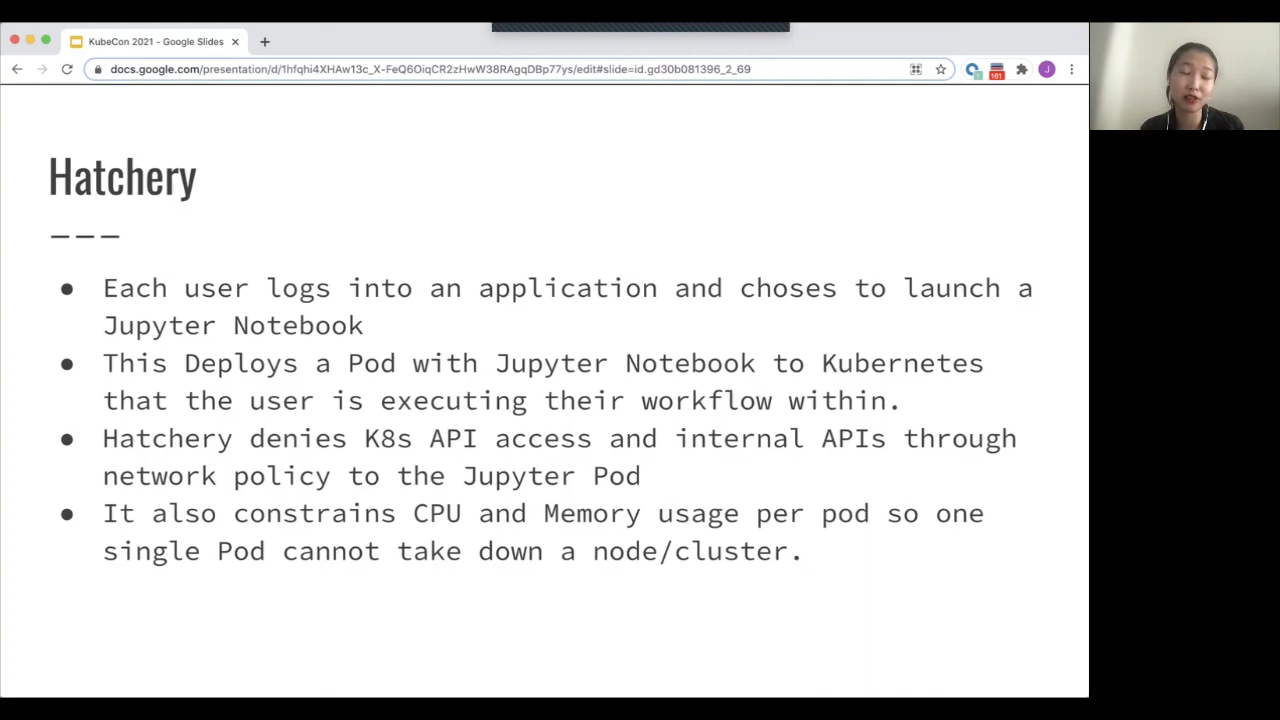 KubeCon 2021 - Google Slides
docs.google.com/presentation/d/1hfghi4XHAw13c_X-FeQ6OiqCR2zHwW38RAgqDBp77ys/edit#slide=id.gd30b081396_2_69
161
J
Hatchery
● Each user logs into an application and choses to launch a
Jupyter Notebook
● This Deploys a Pod with Jupyter Notebook to Kubernetes
that the user is executing their workflow within.
● Hatchery denies K8s API access and internal APIs through
network policy to the Jupyter Pod
● It also constrains CPU and Memory usage per pod so one
single Pod cannot take down a node/cluster.